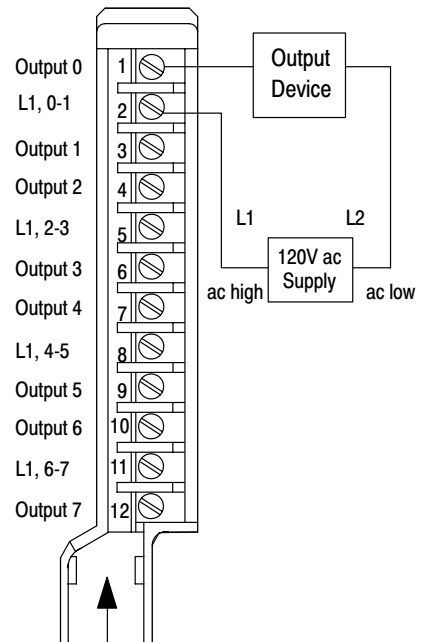 Output 0 1
L1, 0-1 2
Output 1 3
Output 2 4
L1, 2-3 5
Output 3 6
Output 4 7
L1, 4-5 8
Output 5 9
Output 6 10
L1, 6-7 11
Output 7 12
Output
Device
L1
L2
120V ac
Supply
ac high
ac low